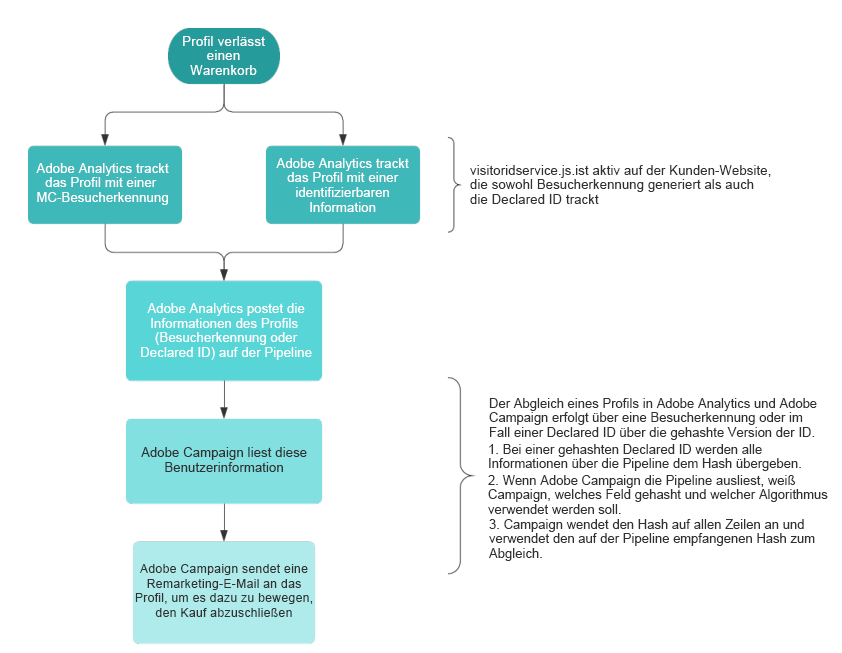 Profil verlässt
einen
Warenkorb
Adobe Analytics trackt
das Profil mit einer
MC-Besucherkennung
Adobe Analytics trackt
das Profil mit einer
identifizierbaren
Information
visitoridservice.js.ist aktiv auf der Kunden-Website,
die sowohl Besucherkennung generiert als auch
die Declared ID trackt
Adobe Analytics postet die
Informationen des Profils
(Besucherkennung oder
Declared ID) auf der Pipeline
Adobe Campaign liest diese
Benutzerinformation
Adobe Campaign sendet eine
Remarketing-E-Mail an das
Profil, um es dazu zu bewegen,
den Kauf abzuschließen
Der Abgleich eines Profils in Adobe Analytics und Adobe
Campaign erfolgt über eine Besucherkennung oder im
Fall einer Declared ID über die gehashte Version der ID.
1. Bei einer gehashten Declared ID werden alle
Informationen über die Pipeline dem Hash übergeben.
2. Wenn Adobe Campaign die Pipeline ausliest, weiß
Campaign, welches Feld gehasht und welcher Algorithmus
verwendet werden soll.
3. Campaign wendet den Hash auf allen Zeilen an und
verwendet den auf der Pipeline empfangenen Hash zum
Abgleich.